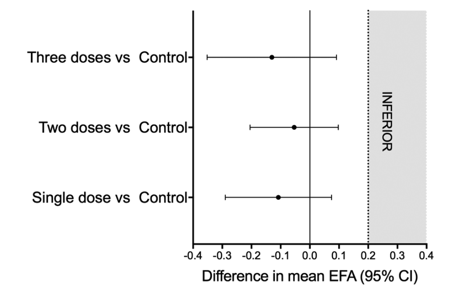 Three doses vs Control
Two doses vs Control
INFERIOR
Single dose vs Control
-0.4 -0.3 -0.2 -0.1 0.0 0.1 0.2 0.3 0.4
Difference in mean EFA (95% CI)